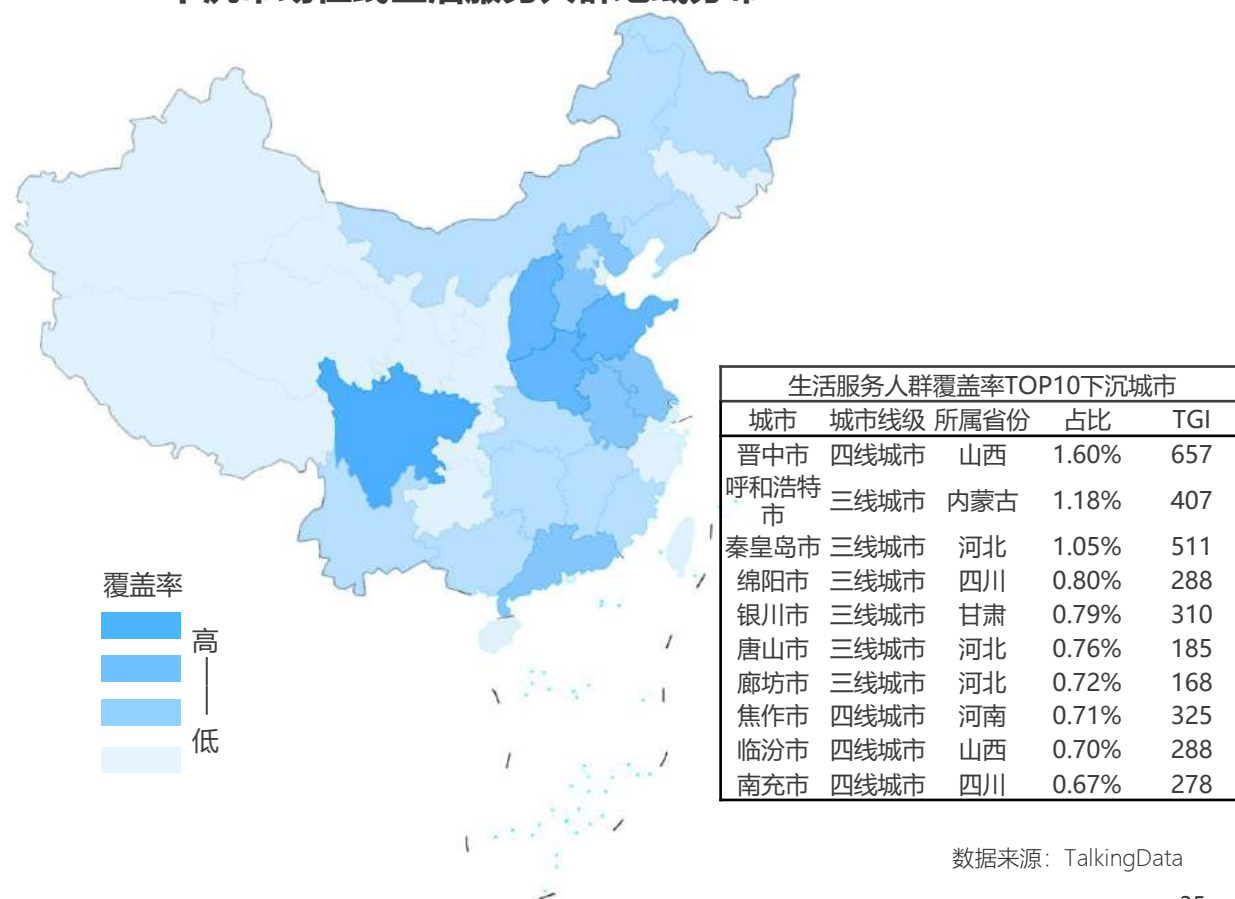 覆盖率
高
低
生活服务人群覆盖率TOP10下沉城市
城市 城市线级 所属省份 占比 TGI
晋中市 四线城市 山西 1.60% 657
呼和浩特
市 三线城市 内蒙古 1.18% 407
秦皇岛市 三线城市 河北 1.05% 511
绵阳市 三线城市 四川 0.80% 288
银川市 三线城市 甘肃 0.79% 310
唐山市 三线城市 河北 0.76% 185
廊坊市 三线城市 河北 0.72% 168
焦作市 四线城市 河南 0.71% 325
临汾市 四线城市 山西 0.70% 288
南充市 四线城市 四川 0.67% 278
数据来源：TalkingData